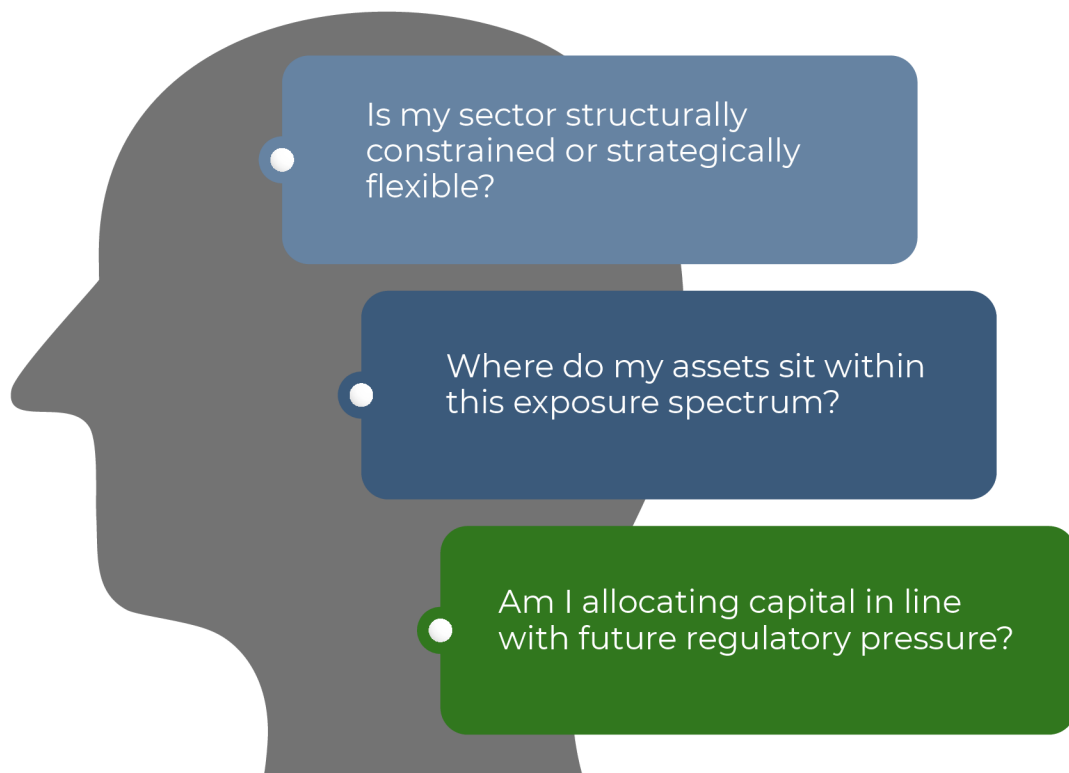 Is my sector structurally
constrained or strategically
flexible?
Where do my assets sit within
this exposure spectrum?
Am I allocating capital in line
with future regulatory pressure?